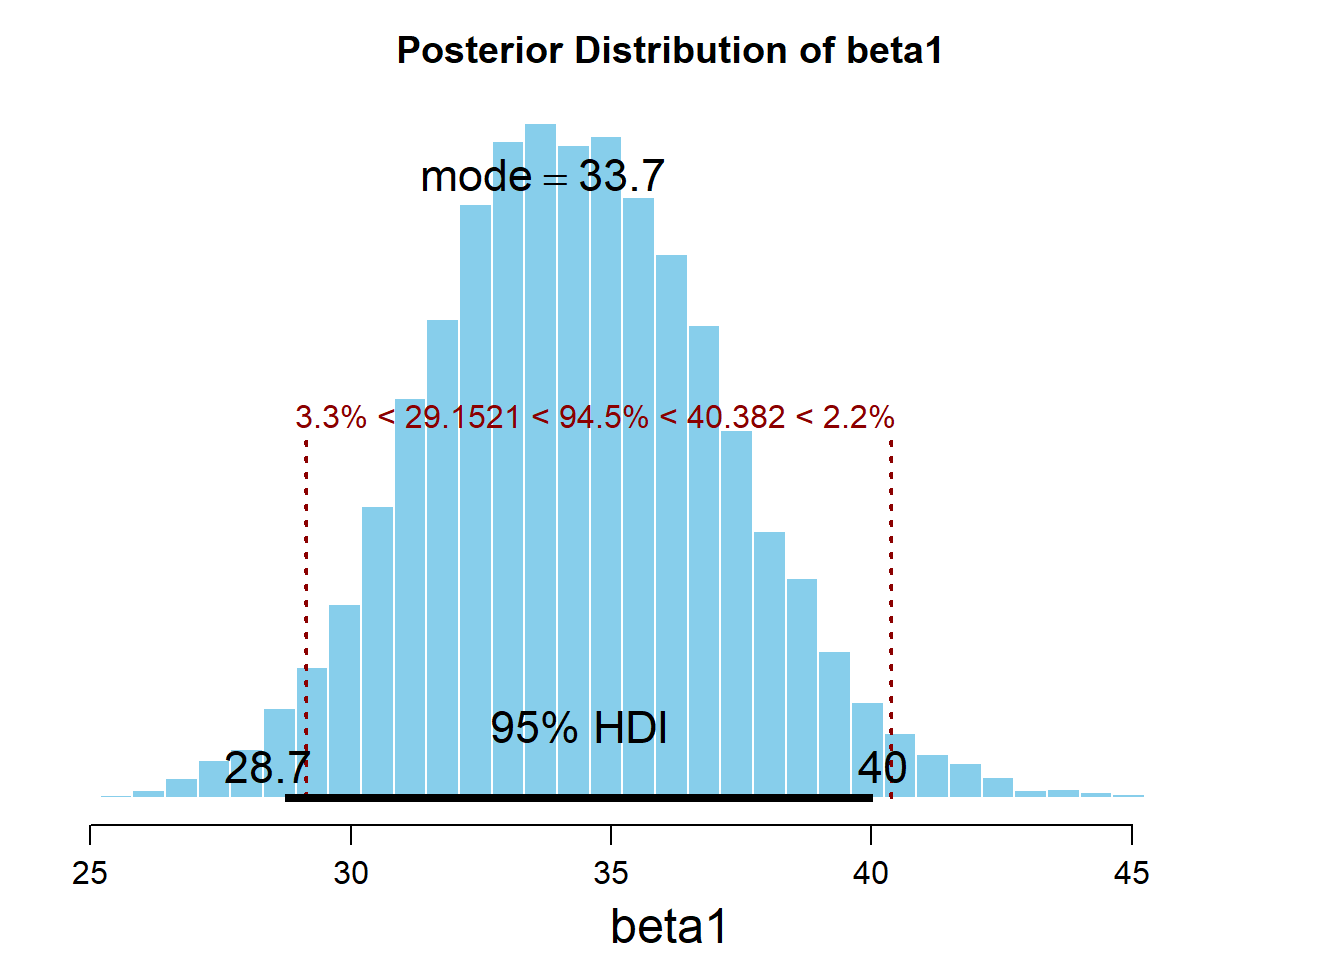 Posterior Distribution of beta1
mode = 33.7
3.3% < 29.1521 < 94.5% < 40.382 < 2.2%
95% HDI
28.7 40
25 30 35 40 45
beta1